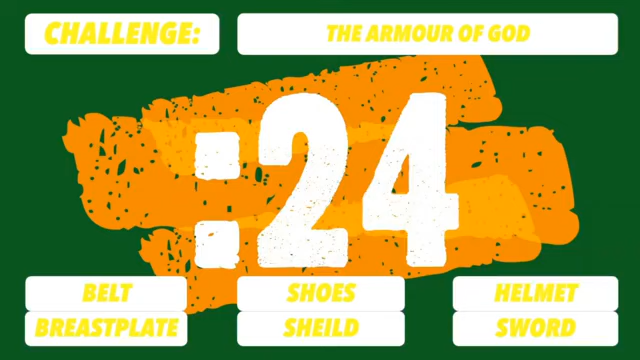 CHALLENGE:
THE ARMOUR OF GOD
:24
BELT
SHOES
HELMET
BREASTPLATE
SHEILD
SWORD